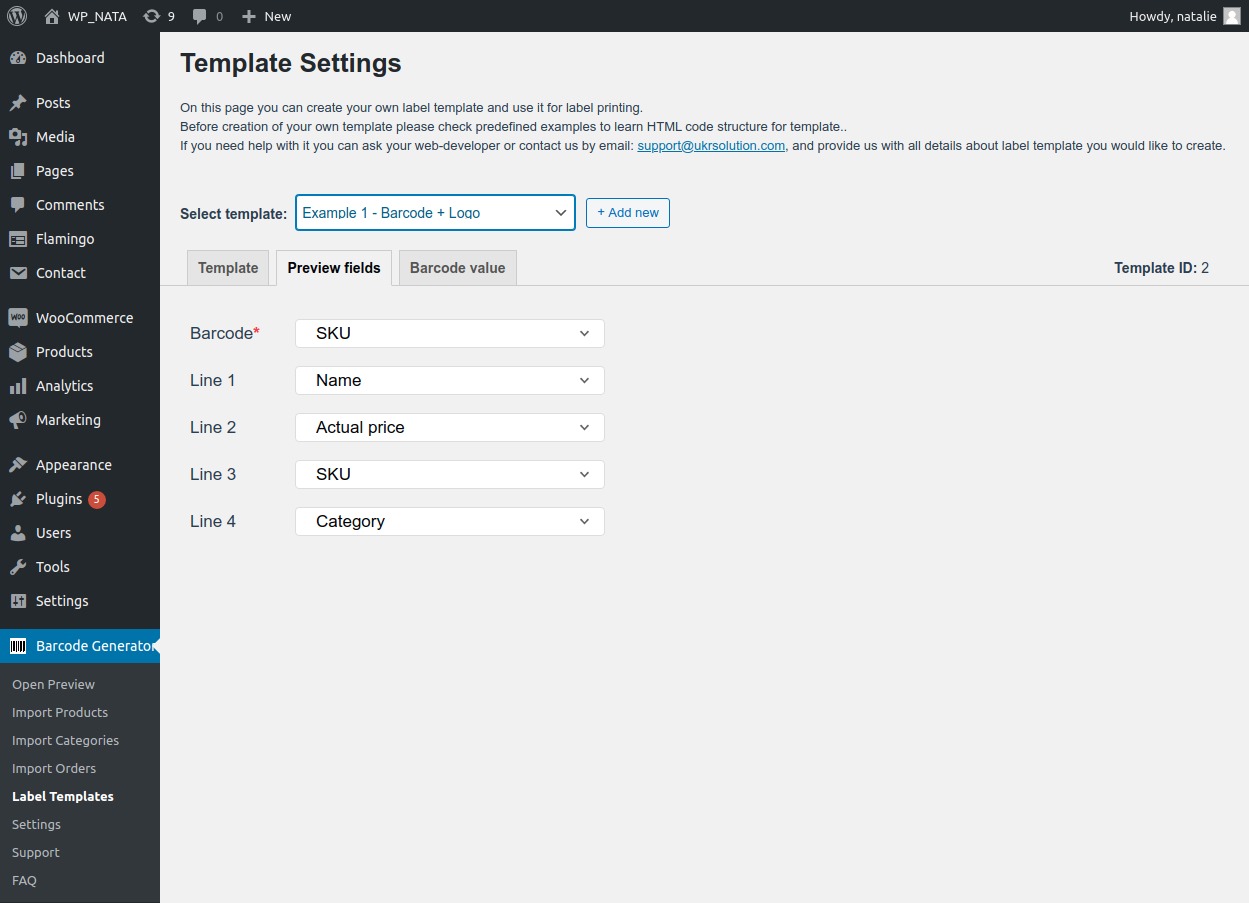 WP_NATA 9 0 New Howdy, natalie
Dashboard
Posts
Media
Pages
Comments
Flamingo
Contact
WOO WooCommerce
Products
Analytics
Marketing
Appearance
Plugins 5
Users
Tools
Settings
Barcode Generator
Open Preview
Import Products
Import Categories
Import Orders
Label Templates
Settings
Support
FAQ
Template Settings
On this page you can create your own label template and use it for label printing.
Before creation of your own template please check predefined examples to learn HTML code structure for template..
If you need help with it you can ask your web-developer or contact us by email: support@ukrsolution.com, and provide us with all details about label template you would like to create.
Select template: Example 1 - Barcode + Logo + Add new
Template Preview fields Barcode value Template ID: 2
Barcode* SKU
Line 1 Name
Line 2 Actual price
Line 3 SKU
Line 4 Category